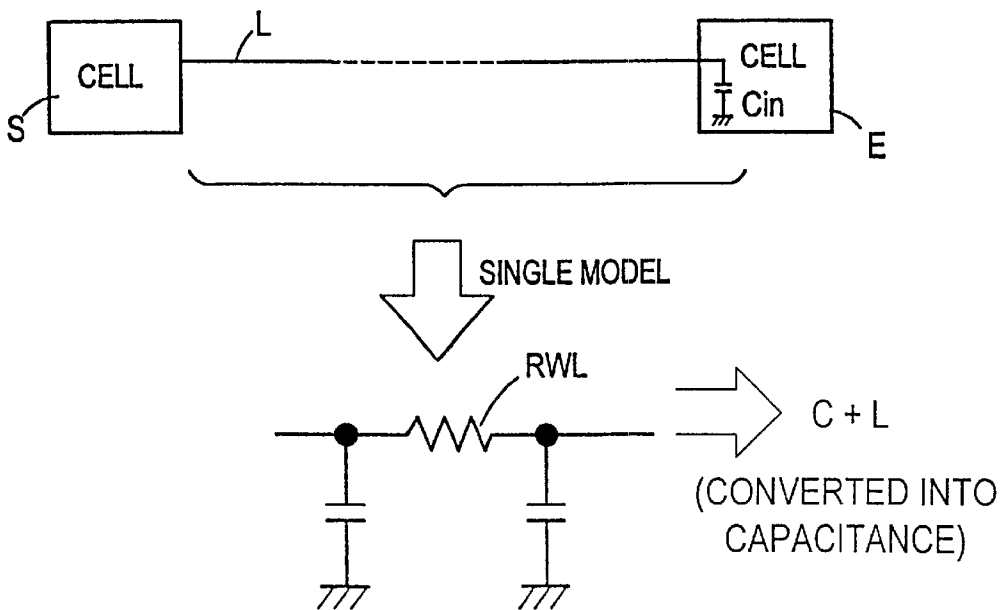 L
CELL
S
CELL
Cin
E
SINGLE MODEL
RWL
C + L
(CONVERTED INTO
CAPACITANCE)